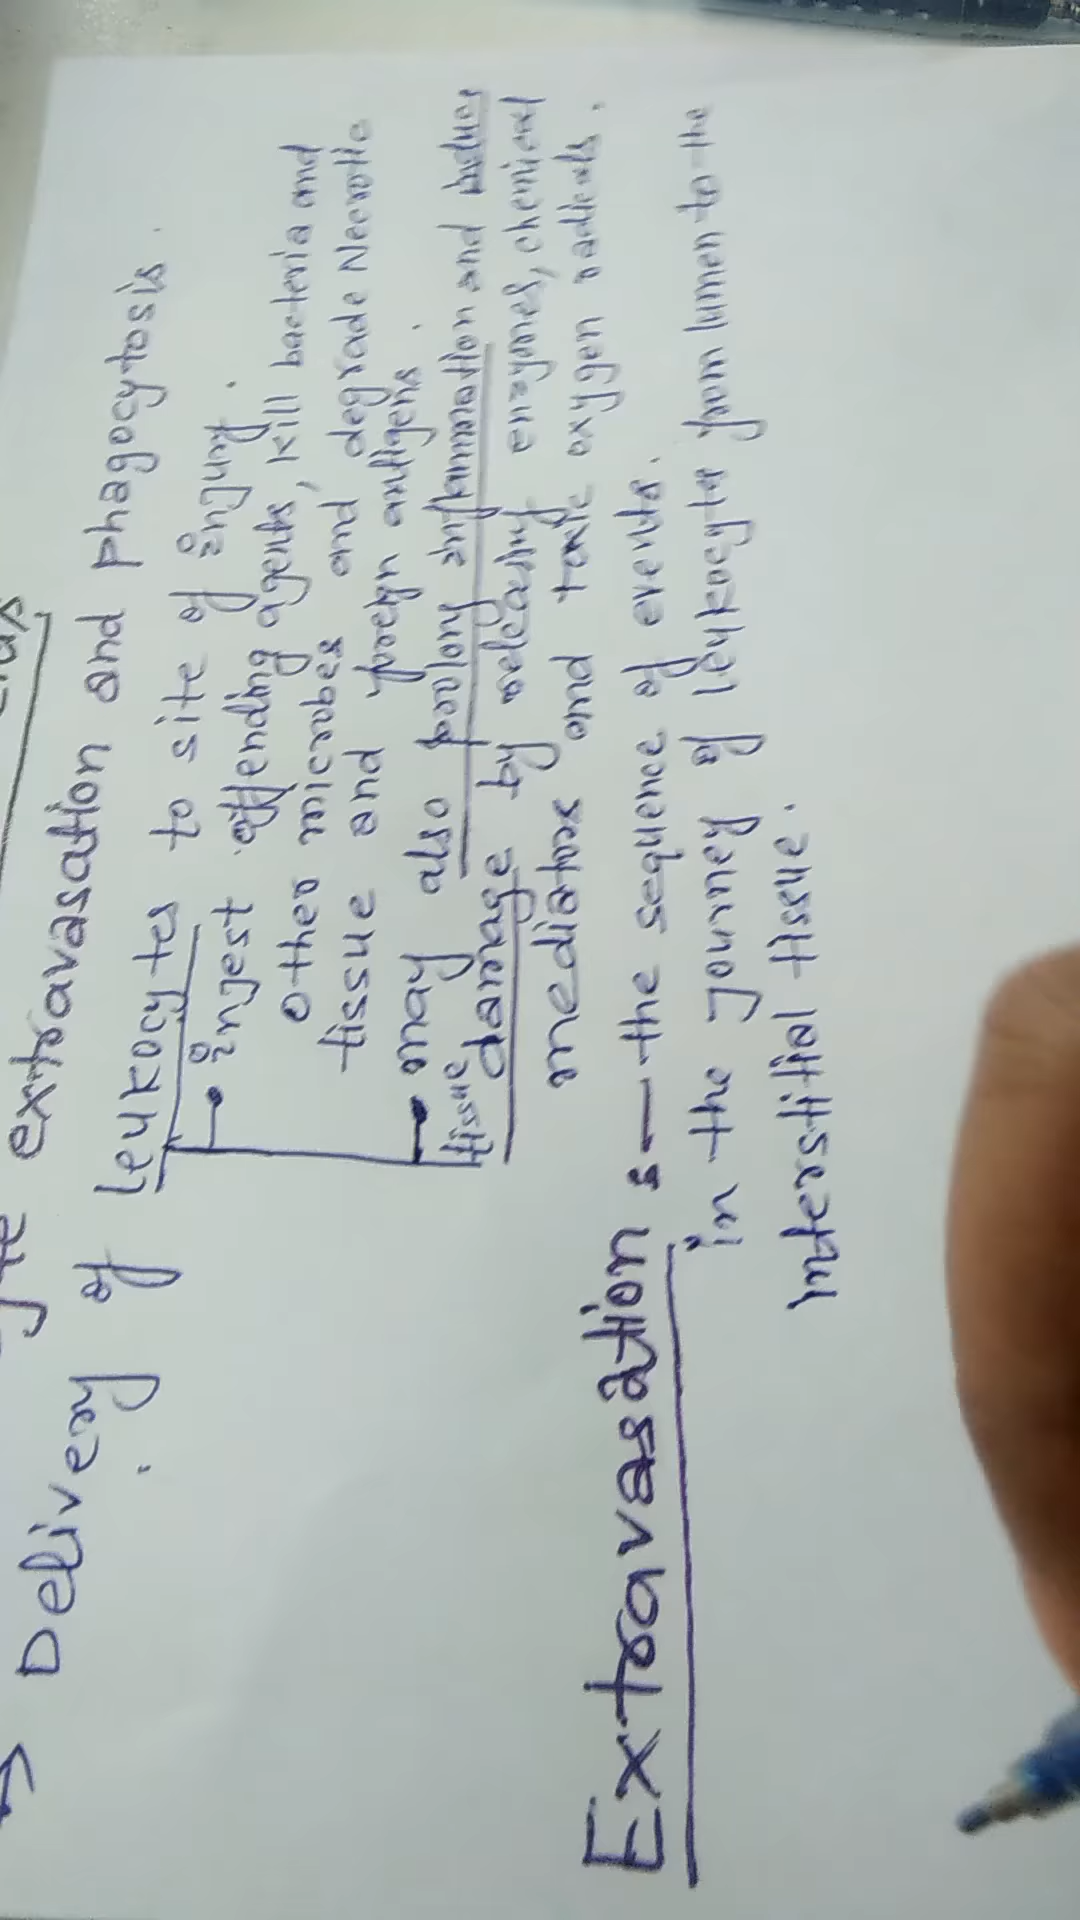 extravasation and phagocytosis.
→ Delivery of leukocytes to site of injury.
• ingest offending agents, kill bacteria and
other microbes and degrade Necrotic
tissue and foreign antigens.
• may also prolong inflammation and induces
tissue damage by releasing enzymes, chemical
mediators and toxic oxygen radicals.
Extravasation :- the sequence of events.
in the journey of leukocyte from lumen to the
interstitial tissue.